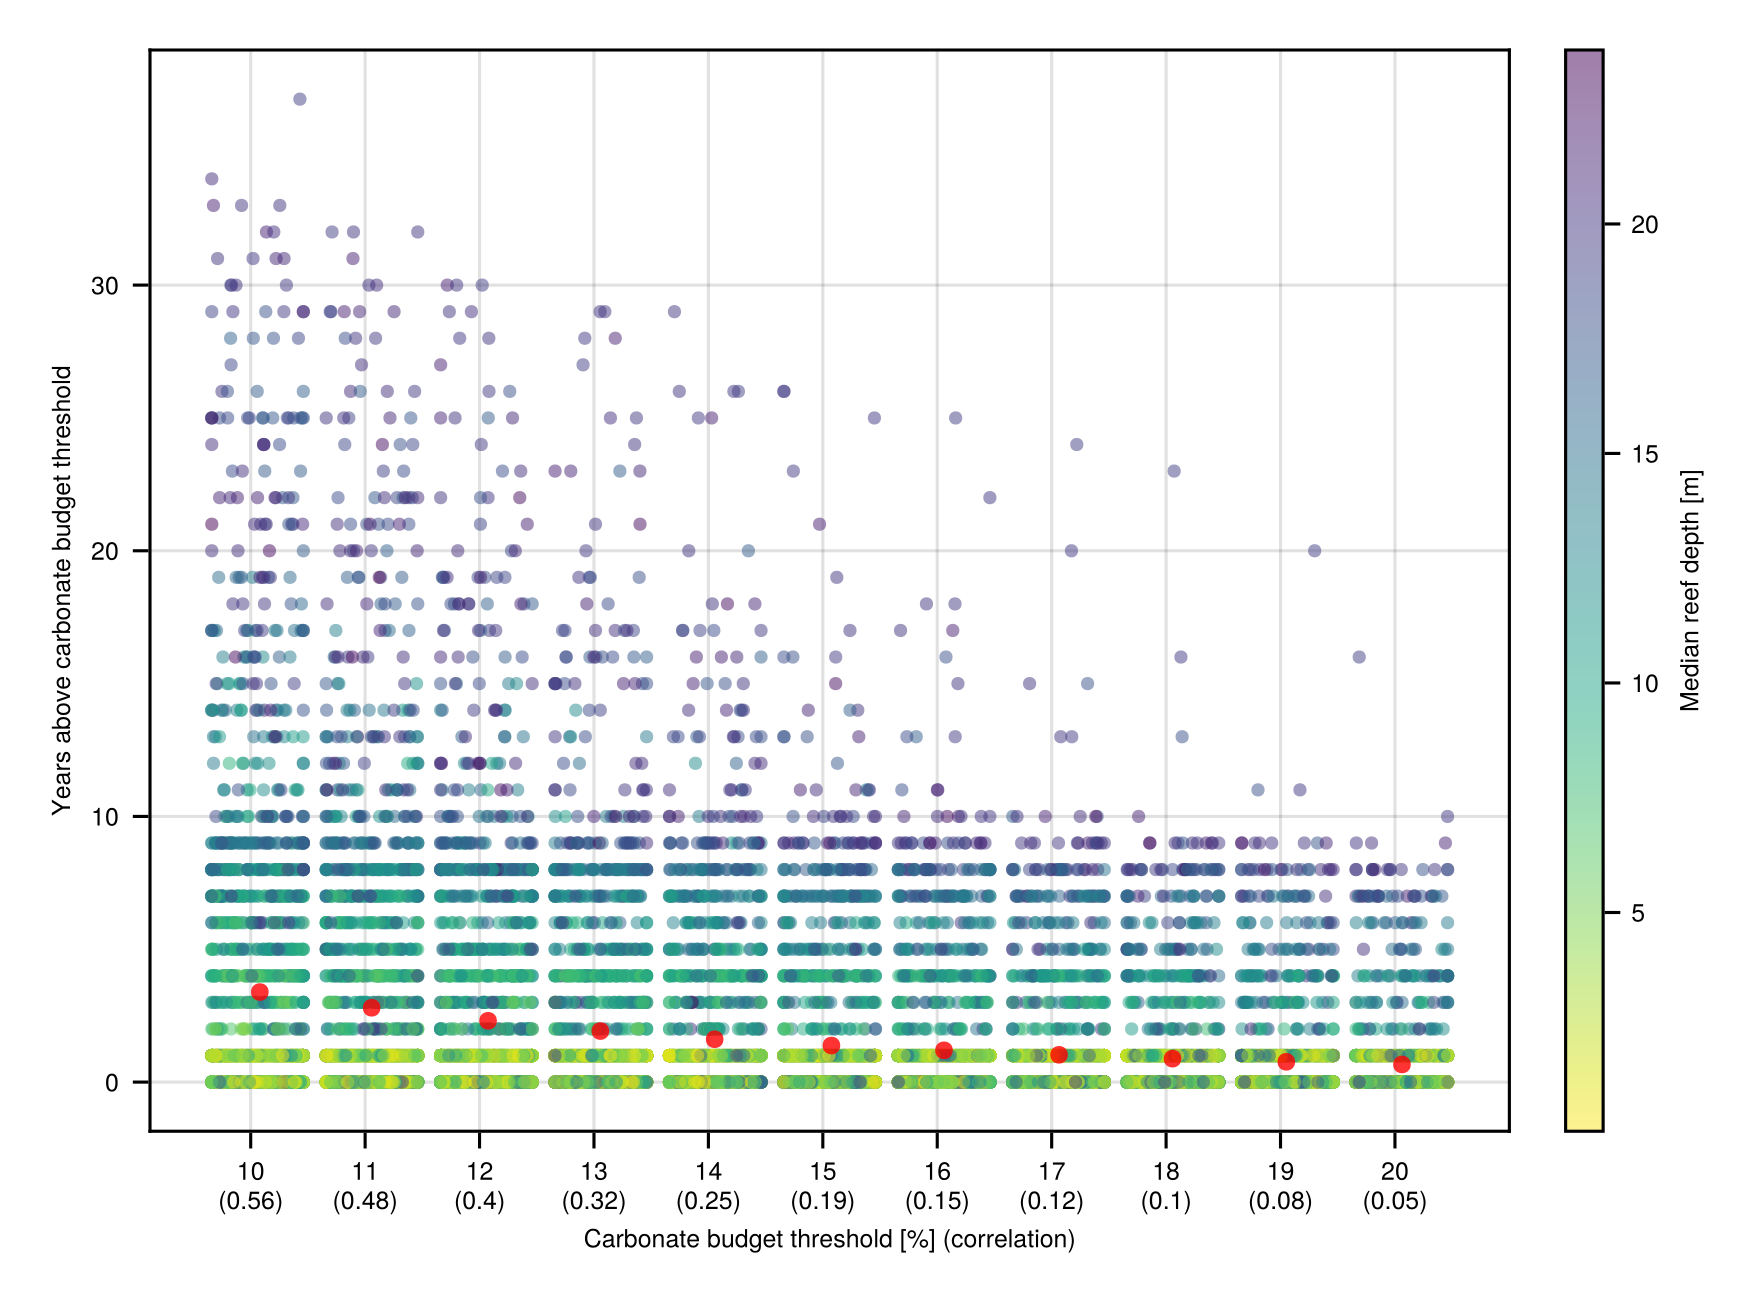 Years above carbonate budget threshold
30
20
10
0
10 11 12 13 14 15 16 17 18 19 20
(0.56) (0.48) (0.4) (0.32) (0.25) (0.19) (0.15) (0.12) (0.1) (0.08) (0.05)
Carbonate budget threshold [%] (correlation)
20
15
10
5
Median reef depth [m]